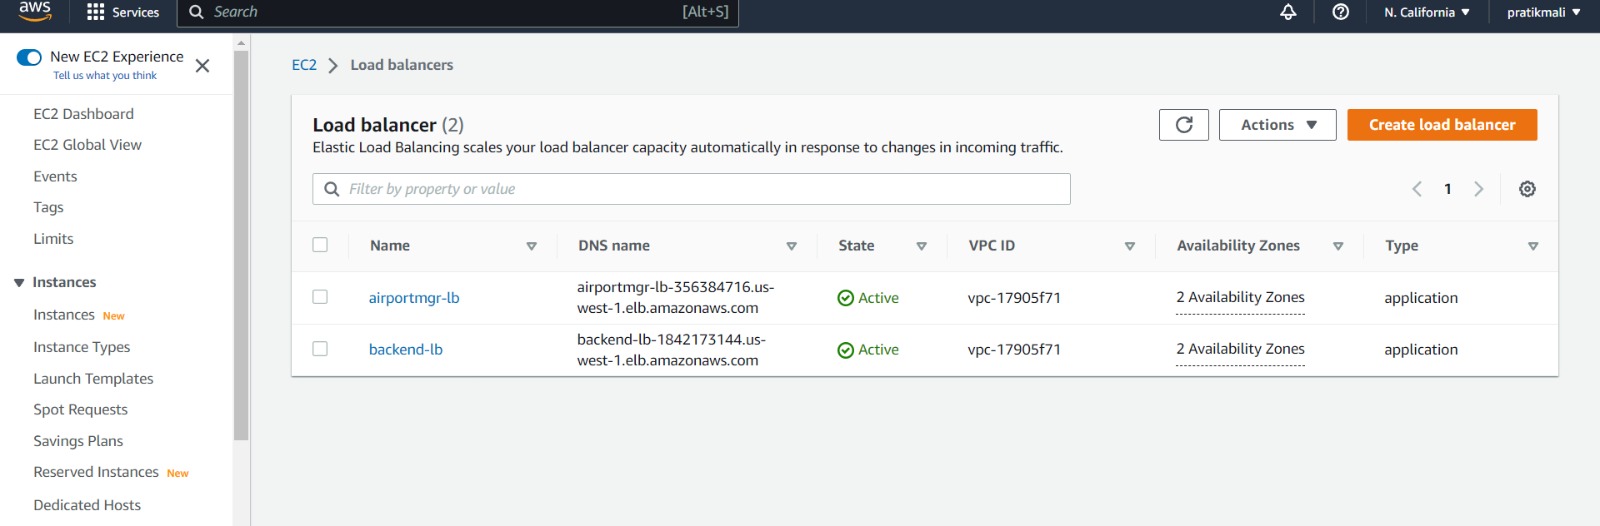 aws
Services
Search
[Alt+S]
N. California
pratikmali
New EC2 Experience
Tell us what you think
EC2 Dashboard
EC2 Global View
Events
Tags
Limits
Instances
Instances New
Instance Types
Launch Templates
Spot Requests
Savings Plans
Reserved Instances New
Dedicated Hosts
EC2 > Load balancers
Load balancer (2)
Elastic Load Balancing scales your load balancer capacity automatically in response to changes in incoming traffic.
Actions
Create load balancer
Filter by property or value
1
Name DNS name State VPC ID Availability Zones Type
airportmgr-lb airportmgr-lb-356384716.us-
west-1.elb.amazonaws.com Active vpc-17905f71 2 Availability Zones application
backend-lb backend-lb-1842173144.us-
west-1.elb.amazonaws.com Active vpc-17905f71 2 Availability Zones application